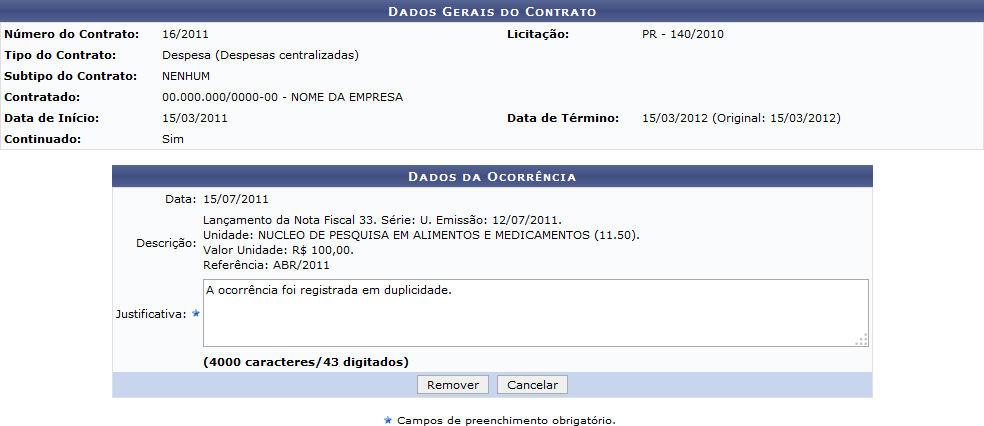 DADOS GERAIS DO CONTRATO
Número do Contrato: 16/2011 Licitação: PR - 140/2010
Tipo do Contrato: Despesa (Despesas centralizadas)
Subtipo do Contrato: NENHUM
Contratado: 00.000.000/0000-00 - NOME DA EMPRESA
Data de Início: 15/03/2011 Data de Término: 15/03/2012 (Original: 15/03/2012)
Continuado: Sim
DADOS DA OCORRÊNCIA
Data: 15/07/2011
Descrição: Lançamento da Nota Fiscal 33. Série: U. Emissão: 12/07/2011.
Unidade: NUCLEO DE PESQUISA EM ALIMENTOS E MEDICAMENTOS (11.50).
Valor Unidade: R$ 100,00.
Referência: ABR/2011
Justificativa: A ocorrência foi registrada em duplicidade.
(4000 caracteres/43 digitados)
Remover Cancelar
Campos de preenchimento obrigatório.